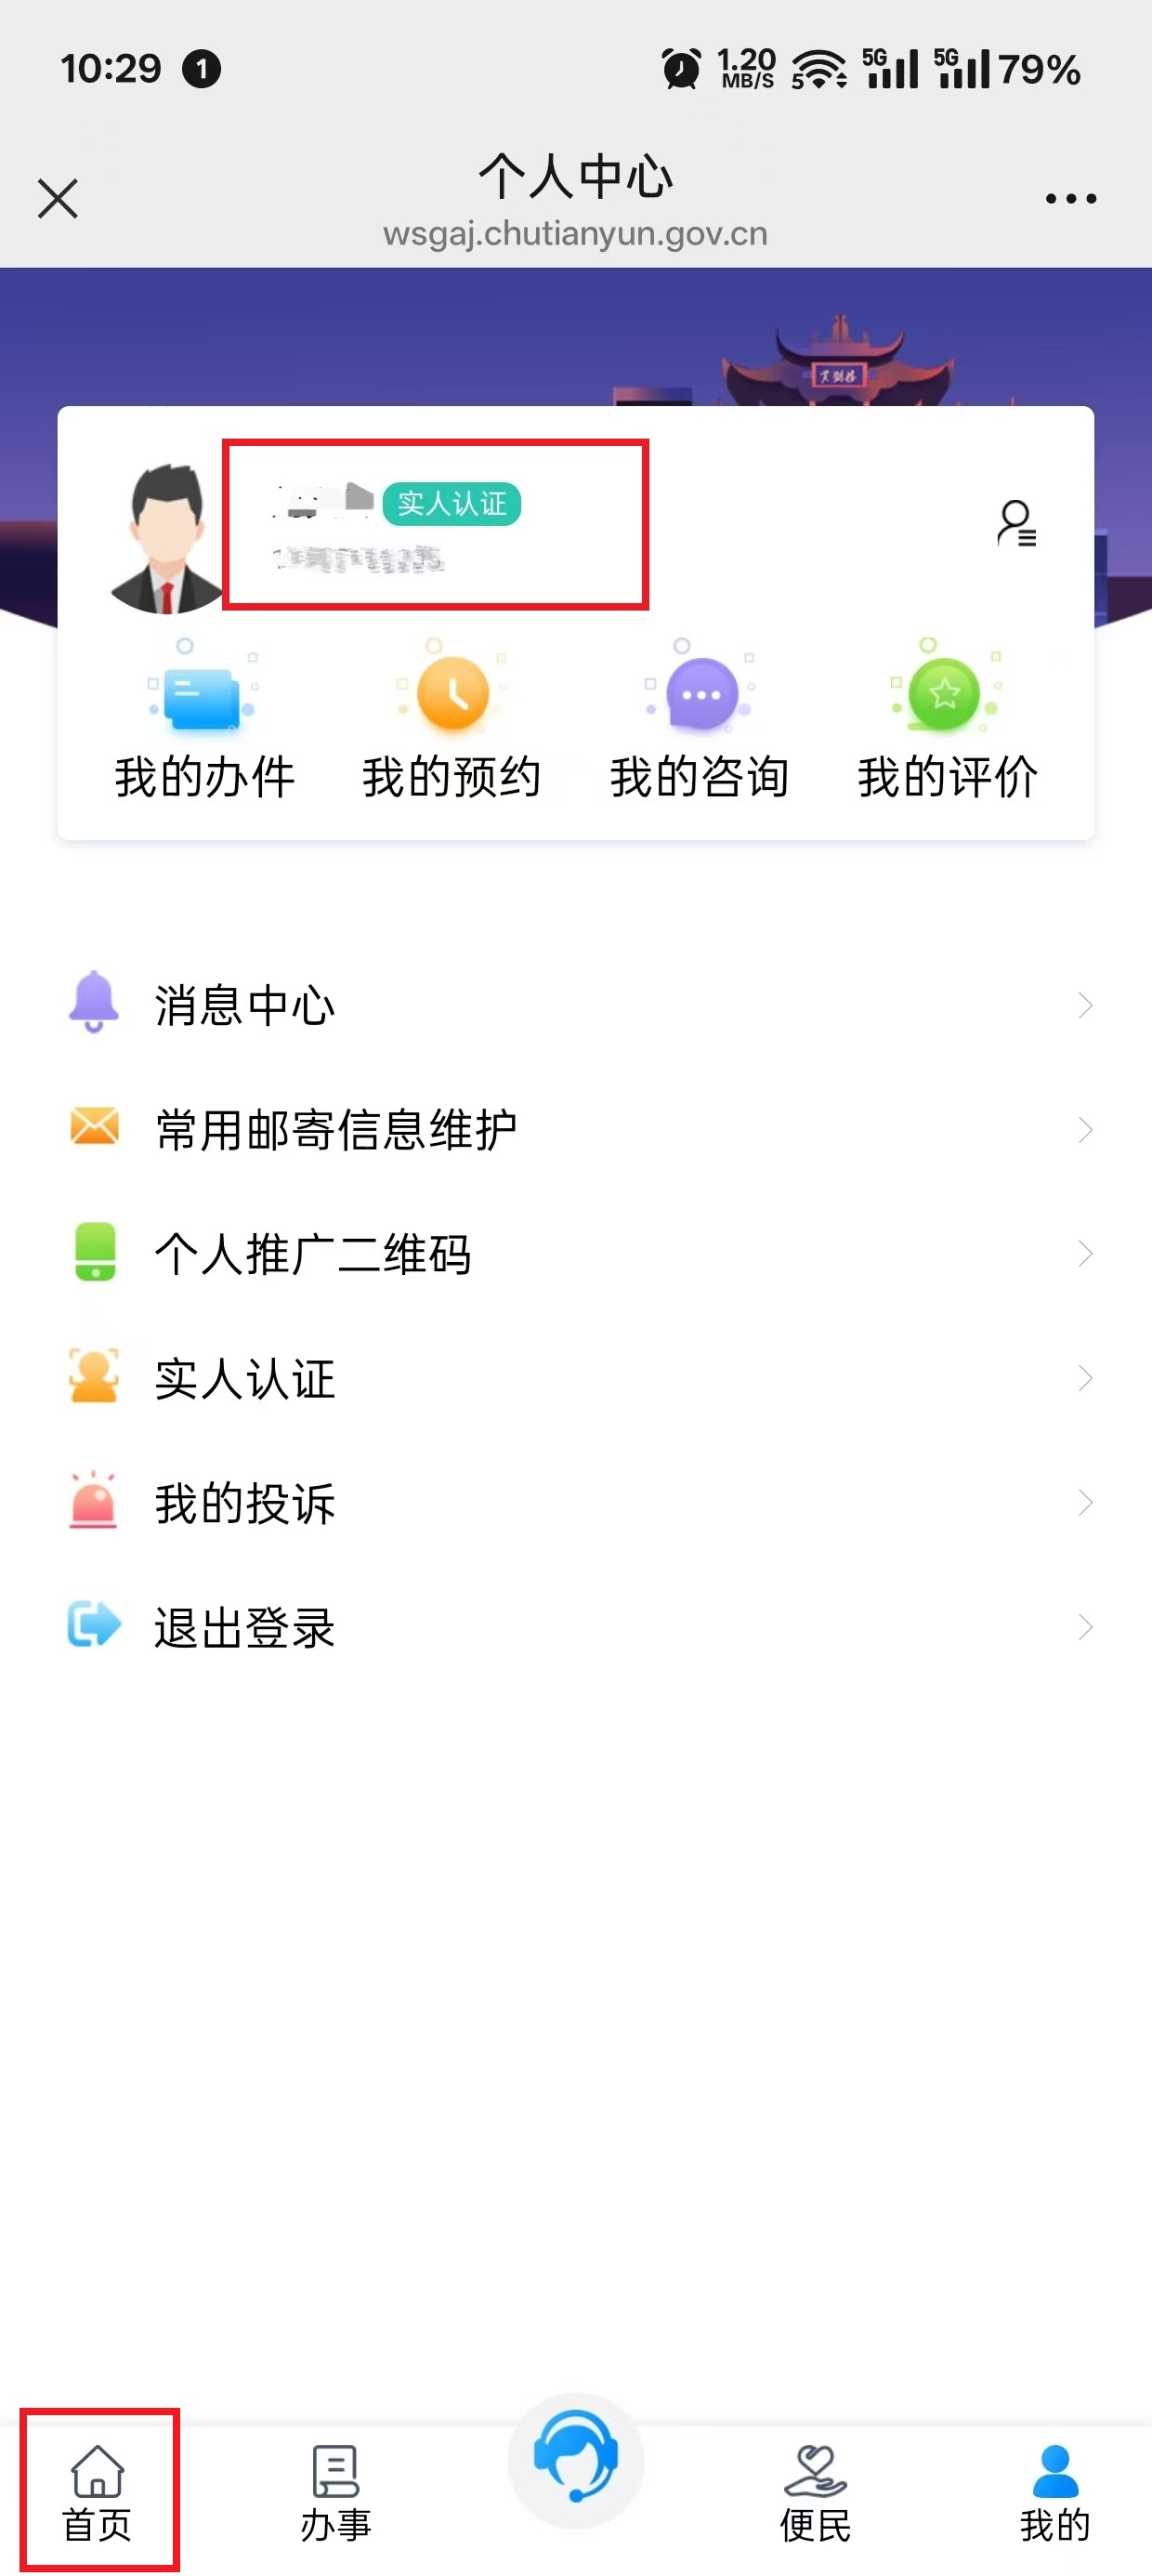 10:29 1 1.20 MB/S 5 5G 5G 79%
个人中心
wsgaj.chutianyun.gov.cn
黄鹤楼
实人认证
我的办件 我的预约 我的咨询 我的评价
消息中心
常用邮寄信息维护
个人推广二维码
实人认证
我的投诉
退出登录
首页 办事 便民 我的